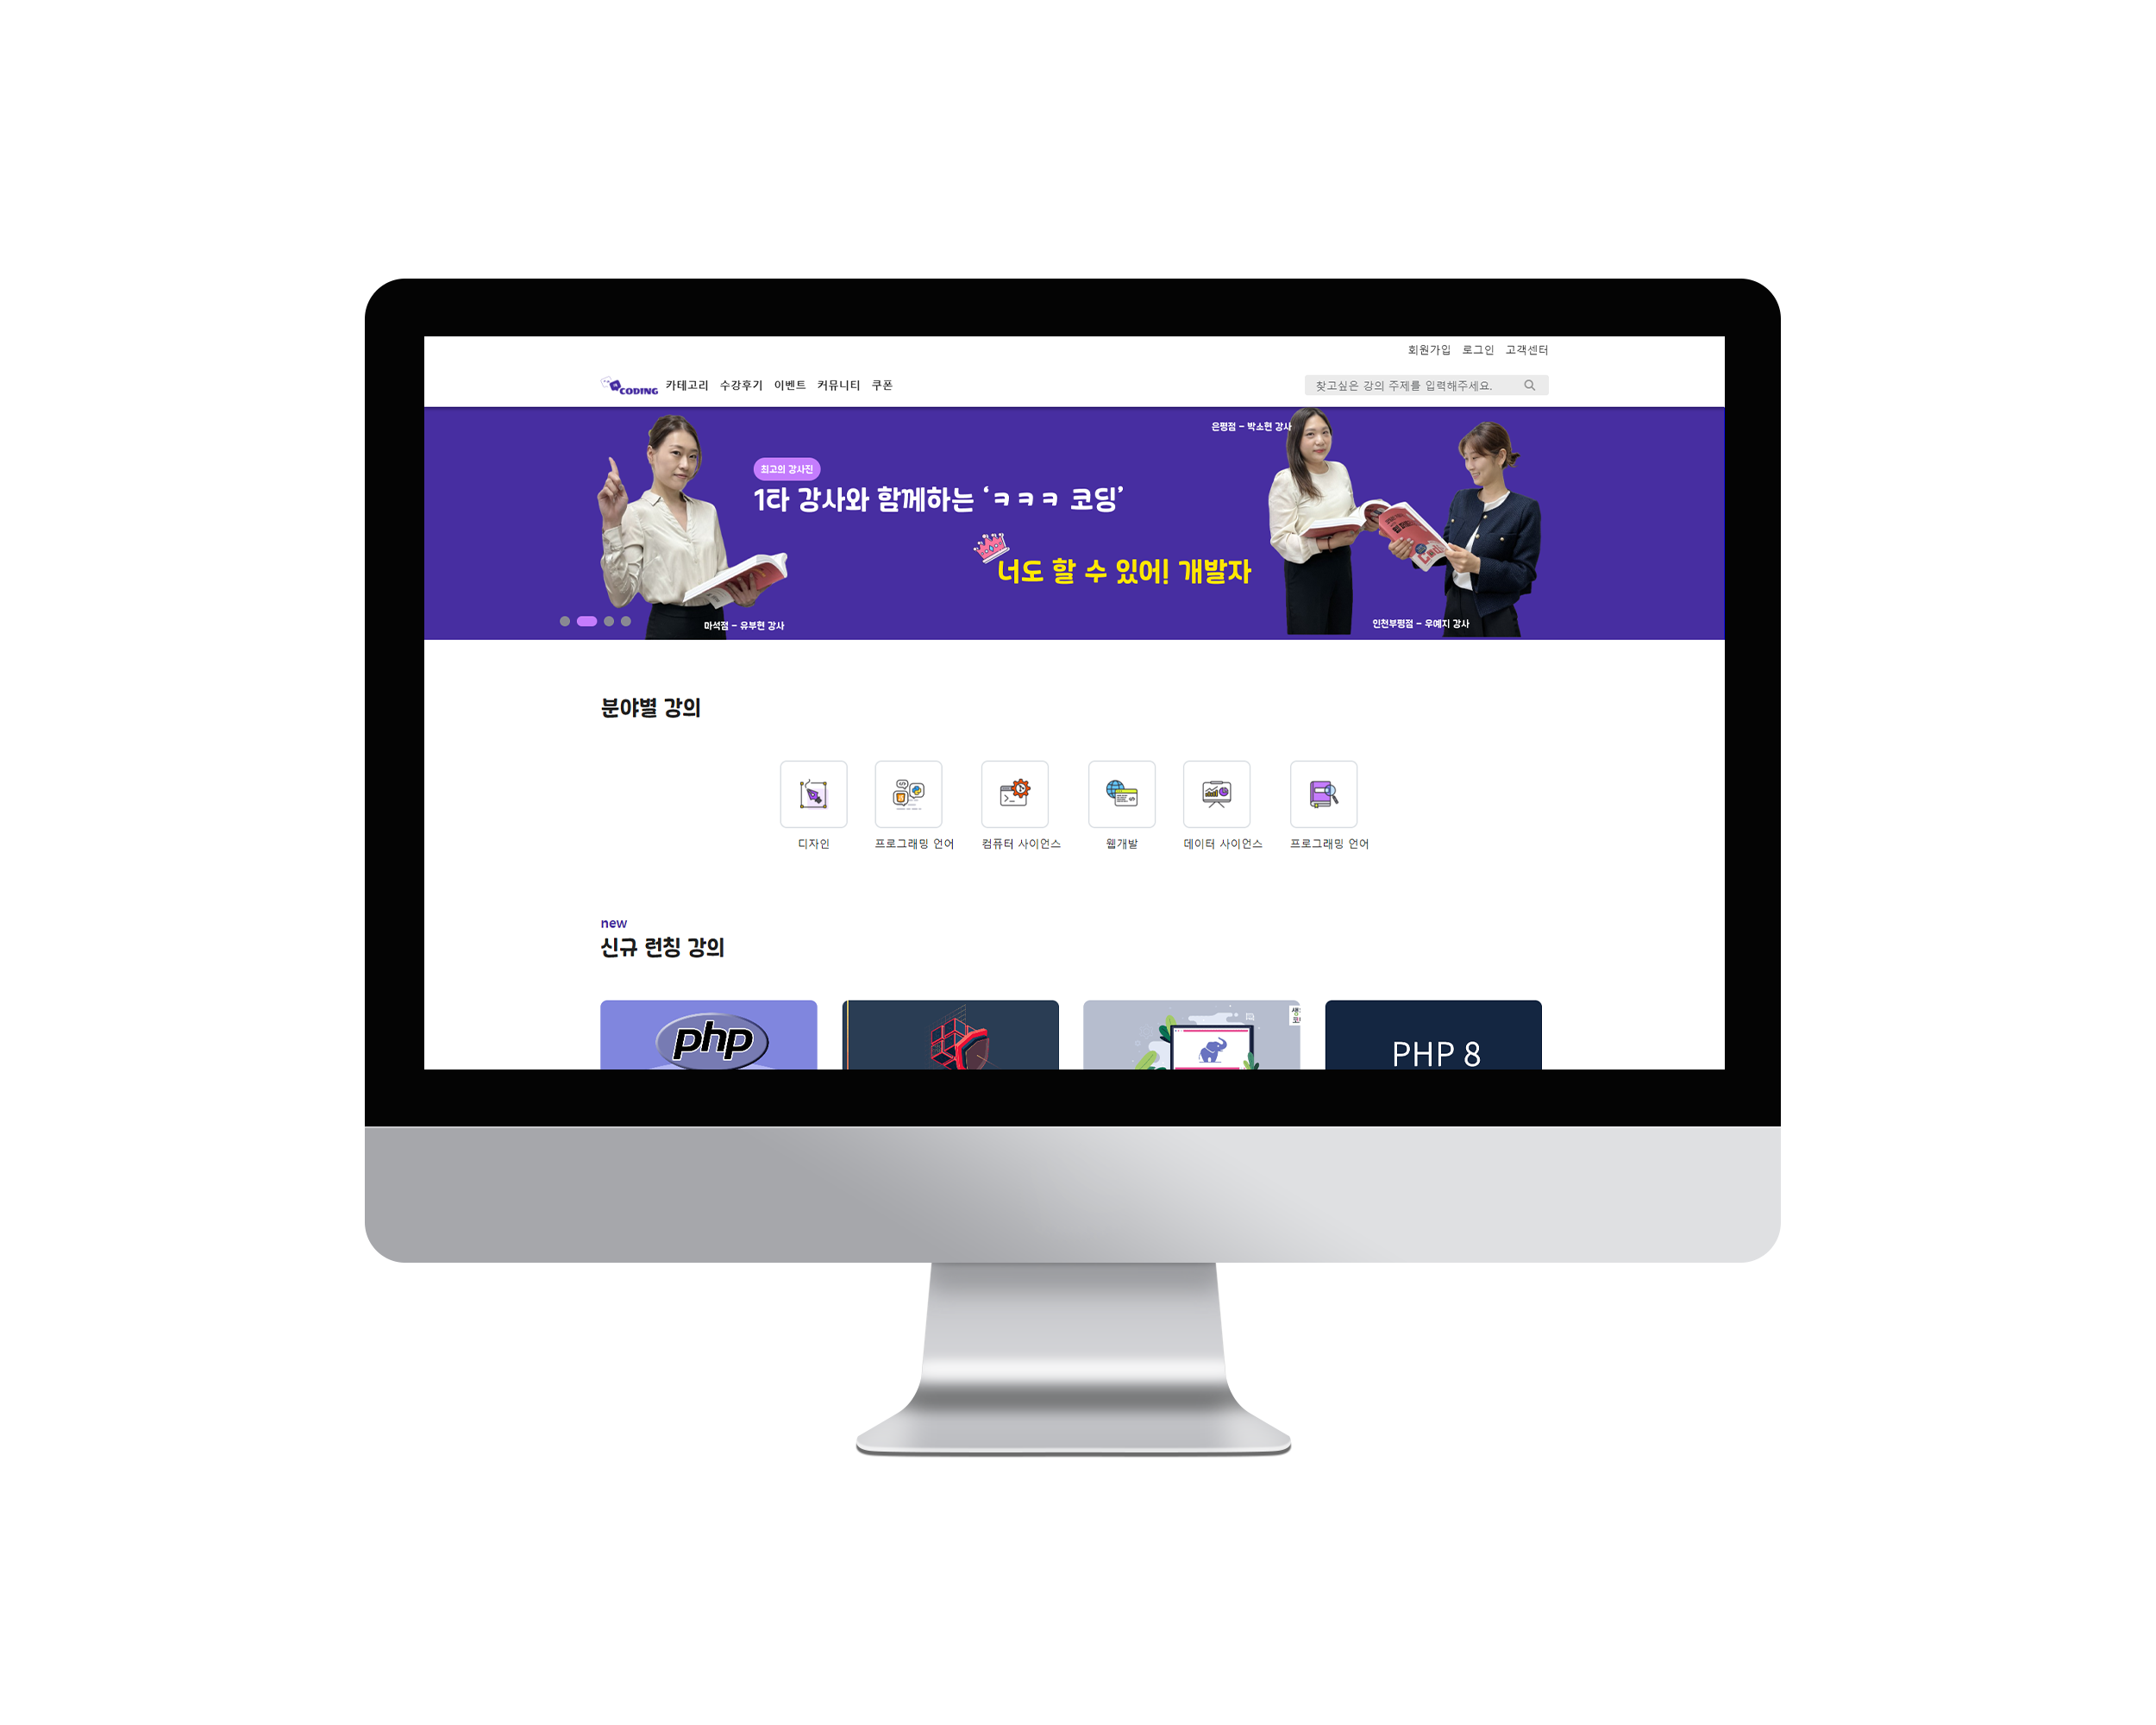 회원가입 로그인 고객센터
CODING 카테고리 수강후기 이벤트 커뮤니티 쿠폰 찾고싶은 강의 주제를 입력해주세요.
은평점 - 박소현 강사
최고의 강사진
1타 강사와 함께하는 ‘ㅋㅋㅋ 코딩’
너도 할 수 있어! 개발자
마석점 - 유부현 강사
인천부평점 - 우예지 강사
분야별 강의
디자인 프로그래밍 언어 컴퓨터 사이언스 웹개발 데이터 사이언스 프로그래밍 언어
new
신규 런칭 강의
php
PHP 8